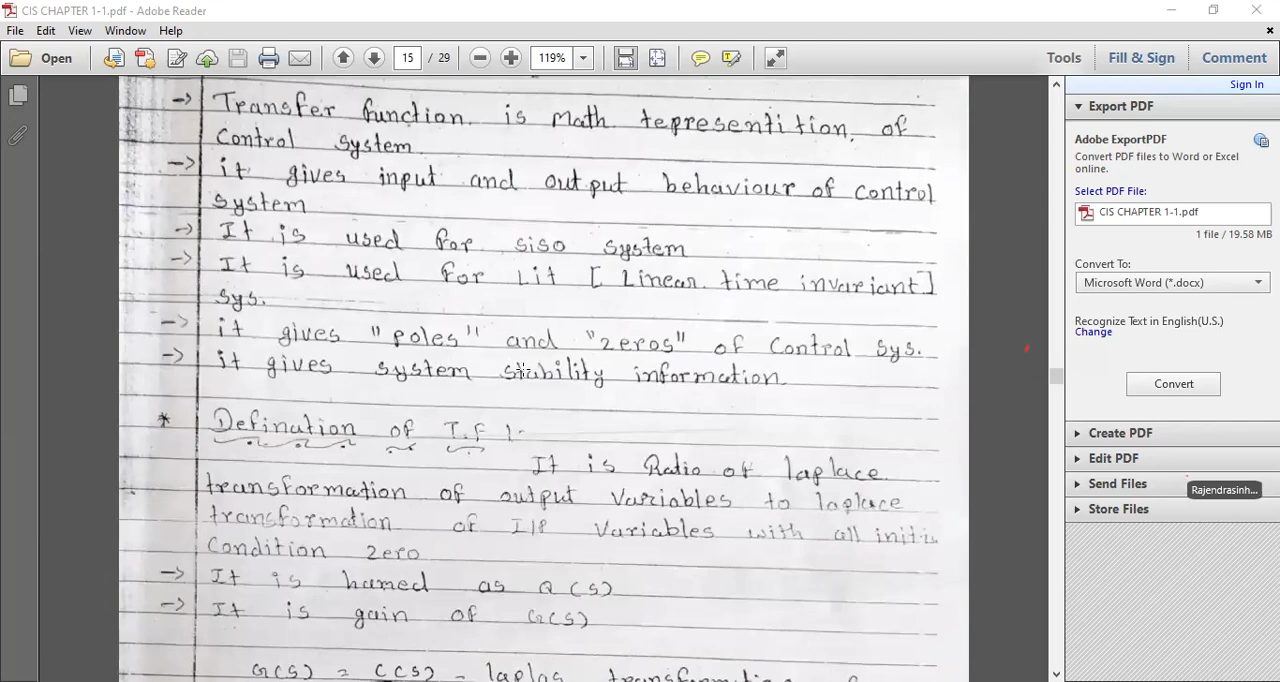 CIS CHAPTER 1-1.pdf - Adobe Reader
File Edit View Window Help
Open 15 / 29 119% Tools Fill & Sign Comment
Sign In
Export PDF
Adobe ExportPDF
Convert PDF files to Word or Excel
online.
Select PDF File:
CIS CHAPTER 1-1.pdf
1 file / 19.58 MB
Convert To:
Microsoft Word (*.docx)
Recognize Text in English(U.S.)
Change
Convert
Create PDF
Edit PDF
Send Files
Rajendrasinh...
Store Files
-> Transfer function is math tepresentition of
Control system
-> it gives input and output behaviour of control
system
-> It is used for siso system
-> It is used for Lit [ Linear time invariant ]
sys.
-> it gives "poles" and "zeros" of Control sys.
-> it gives system stability information.
* Defination of T.F :-
It is Ratio of laplace
transformation of output Variables to laplace
transformation of I/P Variables with all initi
Condition zero
-> It is named as G(S)
-> It is gain of G(S)
G(S) = C(S) = laplas transformation of